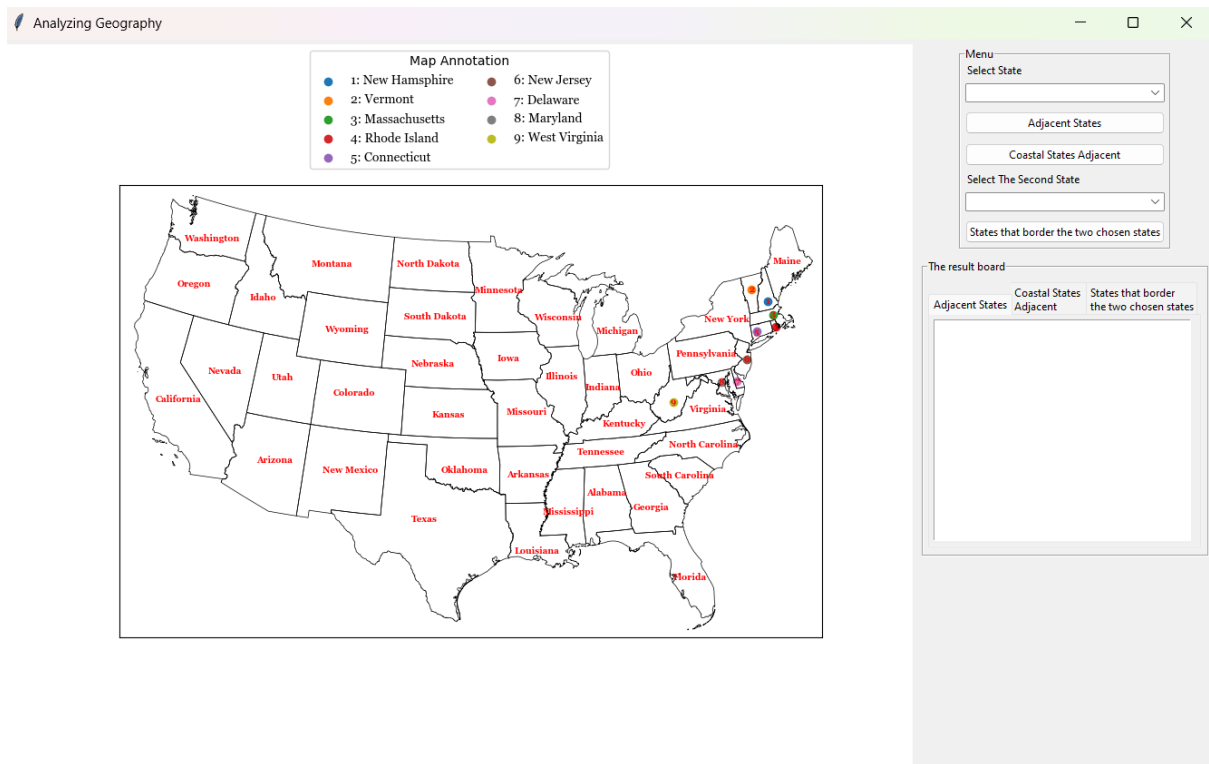 Analyzing Geography
Map Annotation
1: New Hamsphire
2: Vermont
3: Massachusetts
4: Rhode Island
5: Connecticut
6: New Jersey
7: Delaware
8: Maryland
9: West Virginia
Washington
Oregon
Idaho
Montana
North Dakota
Minnesota
Wisconsin
Michigan
New York
Maine
2
1
Wyoming
South Dakota
Nebraska
Iowa
Illinois
Indiana
Ohio
Pennsylvania
California
Nevada
Utah
Colorado
Kansas
Missouri
Kentucky
9
Virginia
Arizona
New Mexico
Oklahoma
Arkansas
Tennessee
North Carolina
South Carolina
Texas
Louisiana
Mississippi
Alabama
Georgia
Florida
Menu
Select State
Adjacent States
Coastal States Adjacent
Select The Second State
States that border the two chosen states
The result board
Adjacent States
Coastal States
Adjacent
States that border
the two chosen states